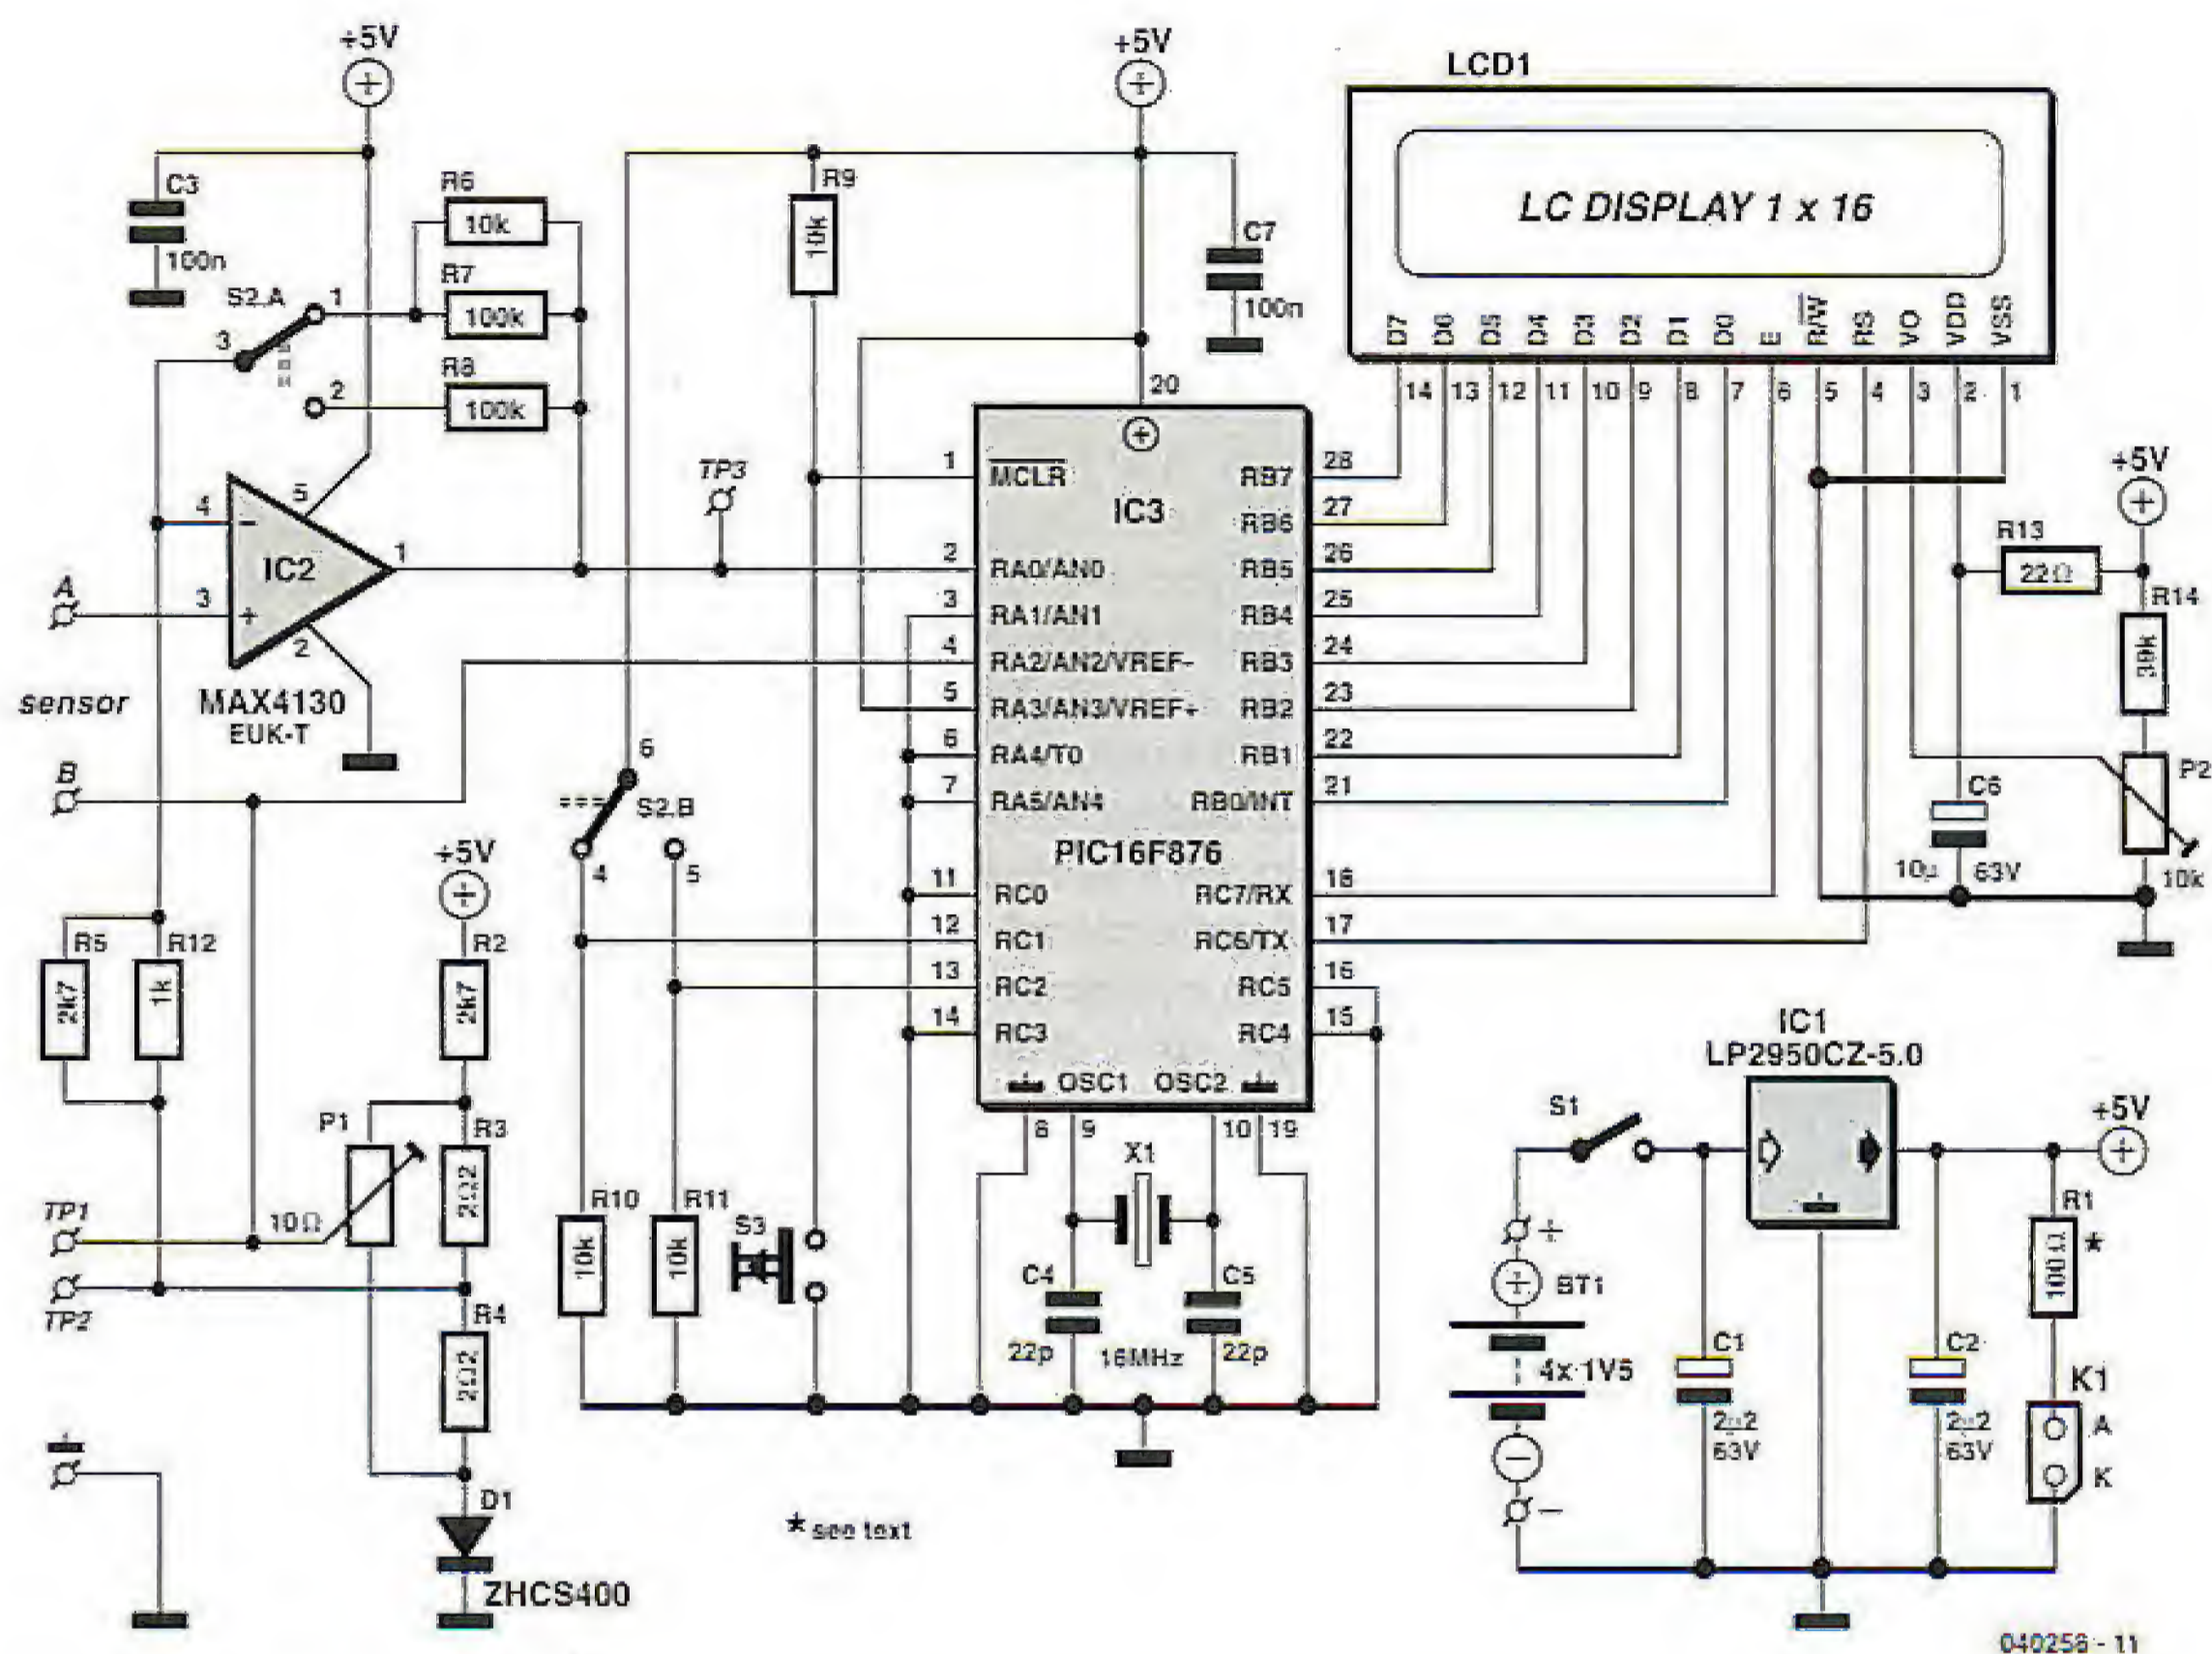 +5V
+5V
LCD1
LC DISPLAY 1 x 16
D7 D6 D5 D4 D3 D2 D1 D0 E R/W RS VO VDD VSS
14 13 12 11 10 9 8 7 6 5 4 3 2 1
C3
100n
R6
10k
R7
100k
R8
100k
S2.A
1
3
2
R9
10k
C7
100n
20
TP3
4
5
−
IC2
1
A
3
+
2
sensor
MAX4130
EUK-T
B
6
S2.B
4
5
1
MCLR
2
RA0/AN0
3
RA1/AN1
4
RA2/AN2/VREF-
5
RA3/AN3/VREF+
6
RA4/T0
7
RA5/AN4
11
RC0
12
RC1
13
RC2
14
RC3
IC3
PIC16F876
RB7
28
RB6
27
RB5
26
RB4
25
RB3
24
RB2
23
RB1
22
RB0/INT
21
RC7/RX
18
RC6/TX
17
RC5
16
RC4
15
OSC1 OSC2
8 9 10 19
+5V
R13
22Ω
R14
39k
P2
10k
C6
10µ 63V
+5V
R5
2k7
R12
1k
R2
2k7
P1
10Ω
R3
2Ω2
R4
2Ω2
TP1
TP2
D1
ZHCS400
R10
10k
R11
10k
S3
X1
C4
22p
16MHz
C5
22p
* see text
IC1
LP2950CZ-5.0
S1
+5V
+
BT1
4x 1V5
−
C1
2µ2
63V
C2
2µ2
63V
R1
100Ω
*
K1
A
K
040256 - 11